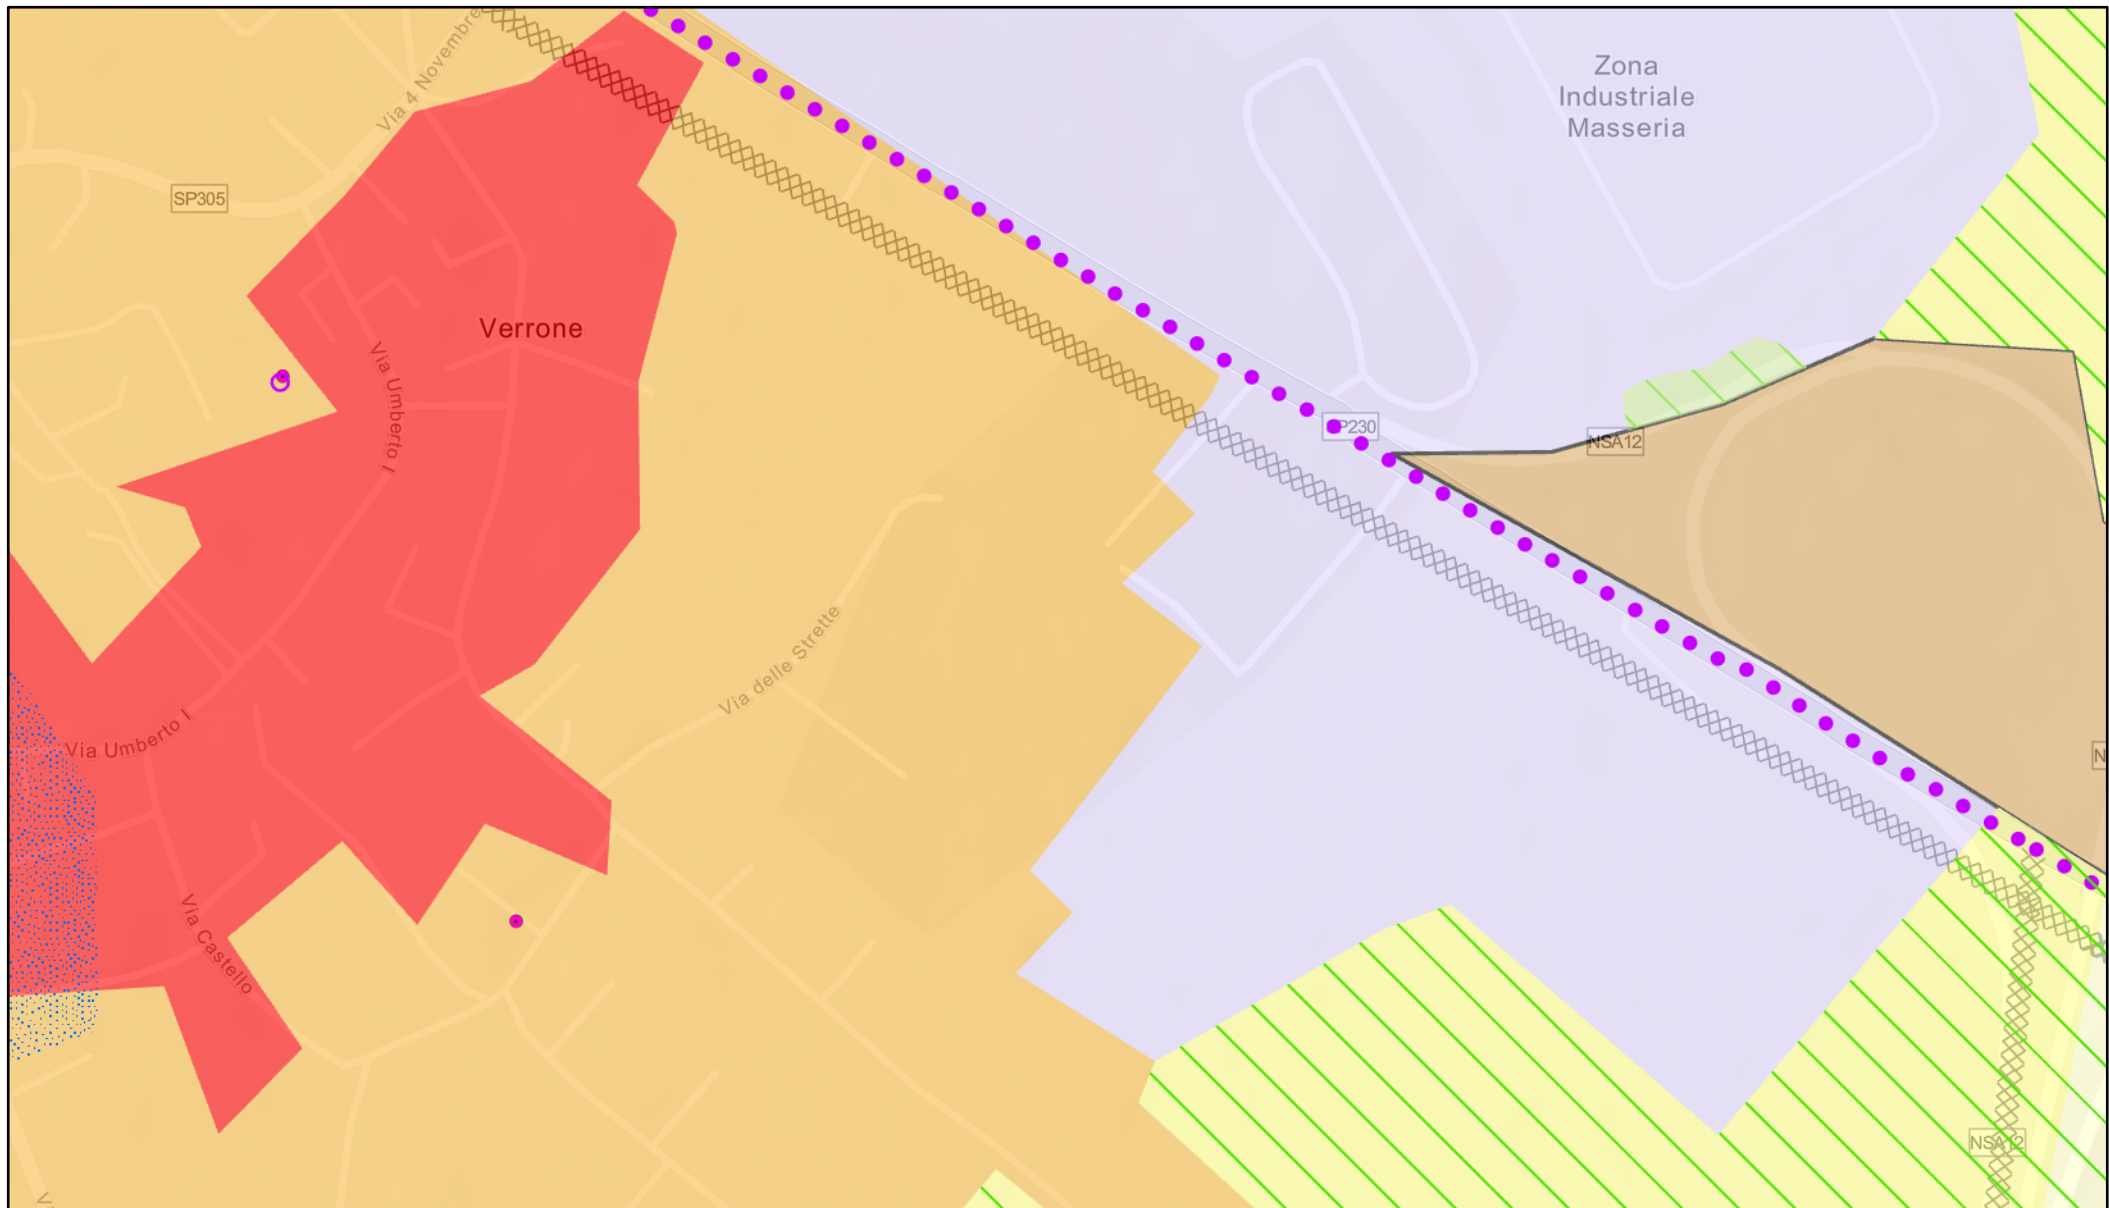 Via 4 Novembre
Zona
Industriale
Masseria
SP305
Verrone
Via Umberto I
SP230
NSA12
Via delle Strette
Via Umberto I
Via Castello
NSA12